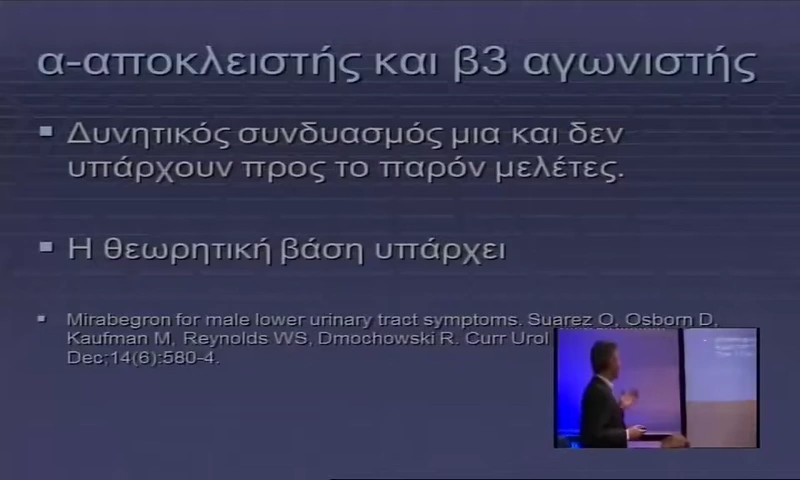 α-αποκλειστής και β3 αγωνιστής
Δυνητικός συνδυασμός μια και δεν
υπάρχουν προς το παρόν μελέτες.
Η θεωρητική βάση υπάρχει
Mirabegron for male lower urinary tract symptoms. Suarez O, Osborn D,
Kaufman M, Reynolds WS, Dmochowski R. Curr Urol
Dec;14(6):580-4.